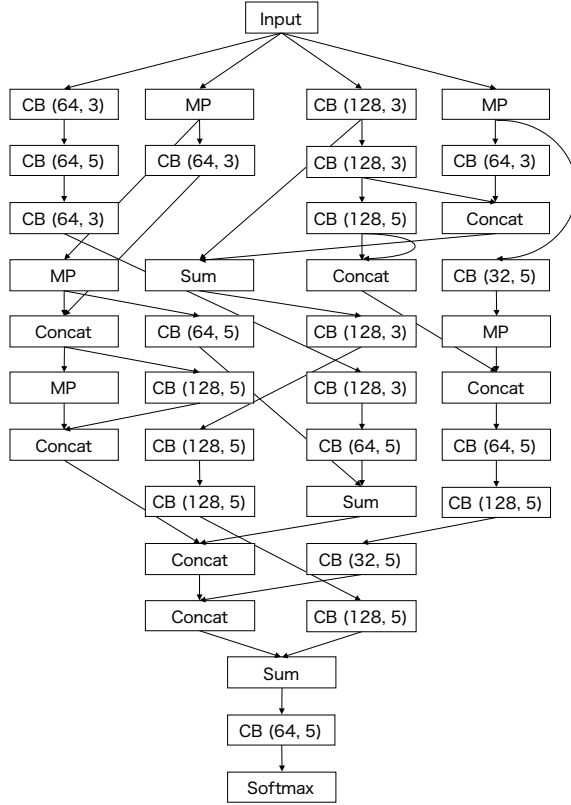 Input
CB (64, 3) MP CB (128, 3) MP
CB (64, 5) CB (64, 3) CB (128, 3) CB (64, 3)
CB (64, 3) CB (128, 5) Concat
MP Sum Concat CB (32, 5)
Concat CB (64, 5) CB (128, 3) MP
MP CB (128, 5) CB (128, 3) Concat
Concat CB (128, 5) CB (64, 5) CB (64, 5)
CB (128, 5) Sum CB (128, 5)
Concat CB (32, 5)
Concat CB (128, 5)
Sum
CB (64, 5)
Softmax